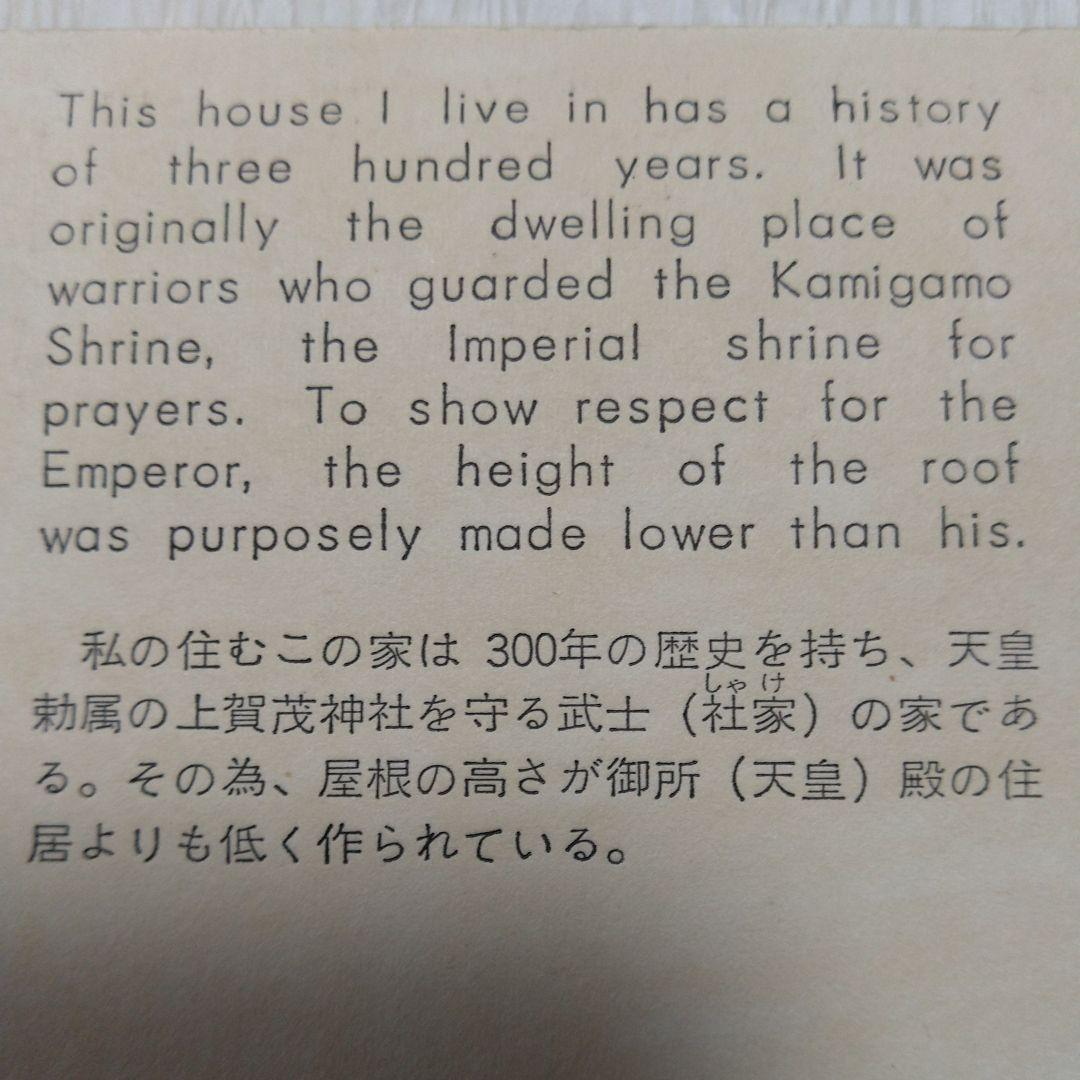 This house I live in has a history
of three hundred years. It was
originally the dwelling place of
warriors who guarded the Kamigamo
Shrine, the Imperial shrine for
prayers. To show respect for the
Emperor, the height of the roof
was purposely made lower than his.
私の住むこの家は 300年の歴史を持ち、天皇
勅属の上賀茂神社を守る武士（社家）の家であ
しゃ け
る。その為、屋根の高さが御所（天皇）殿の住
居よりも低く作られている。